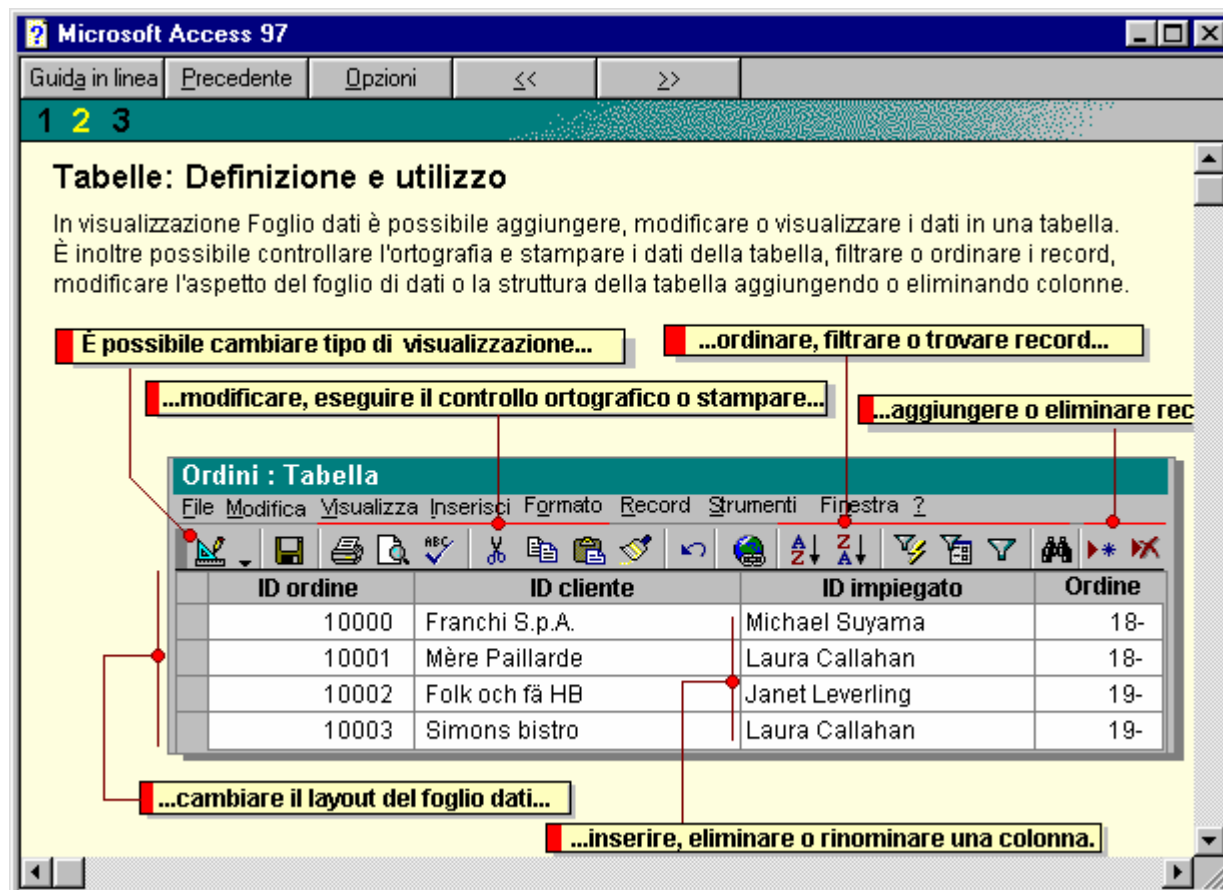 Microsoft Access 97
Guida in linea Precedente Opzioni << >>
1 2 3
Tabelle: Definizione e utilizzo
In visualizzazione Foglio dati è possibile aggiungere, modificare o visualizzare i dati in una tabella.
È inoltre possibile controllare l'ortografia e stampare i dati della tabella, filtrare o ordinare i record,
modificare l'aspetto del foglio di dati o la struttura della tabella aggiungendo o eliminando colonne.
È possibile cambiare tipo di visualizzazione...
...ordinare, filtrare o trovare record...
...modificare, eseguire il controllo ortografico o stampare...
...aggiungere o eliminare rec
Ordini : Tabella
File Modifica Visualizza Inserisci Formato Record Strumenti Finestra ?
ID ordine ID cliente ID impiegato Ordine
10000 Franchi S.p.A. Michael Suyama 18-
10001 Mère Paillarde Laura Callahan 18-
10002 Folk och fä HB Janet Leverling 19-
10003 Simons bistro Laura Callahan 19-
...cambiare il layout del foglio dati...
...inserire, eliminare o rinominare una colonna.